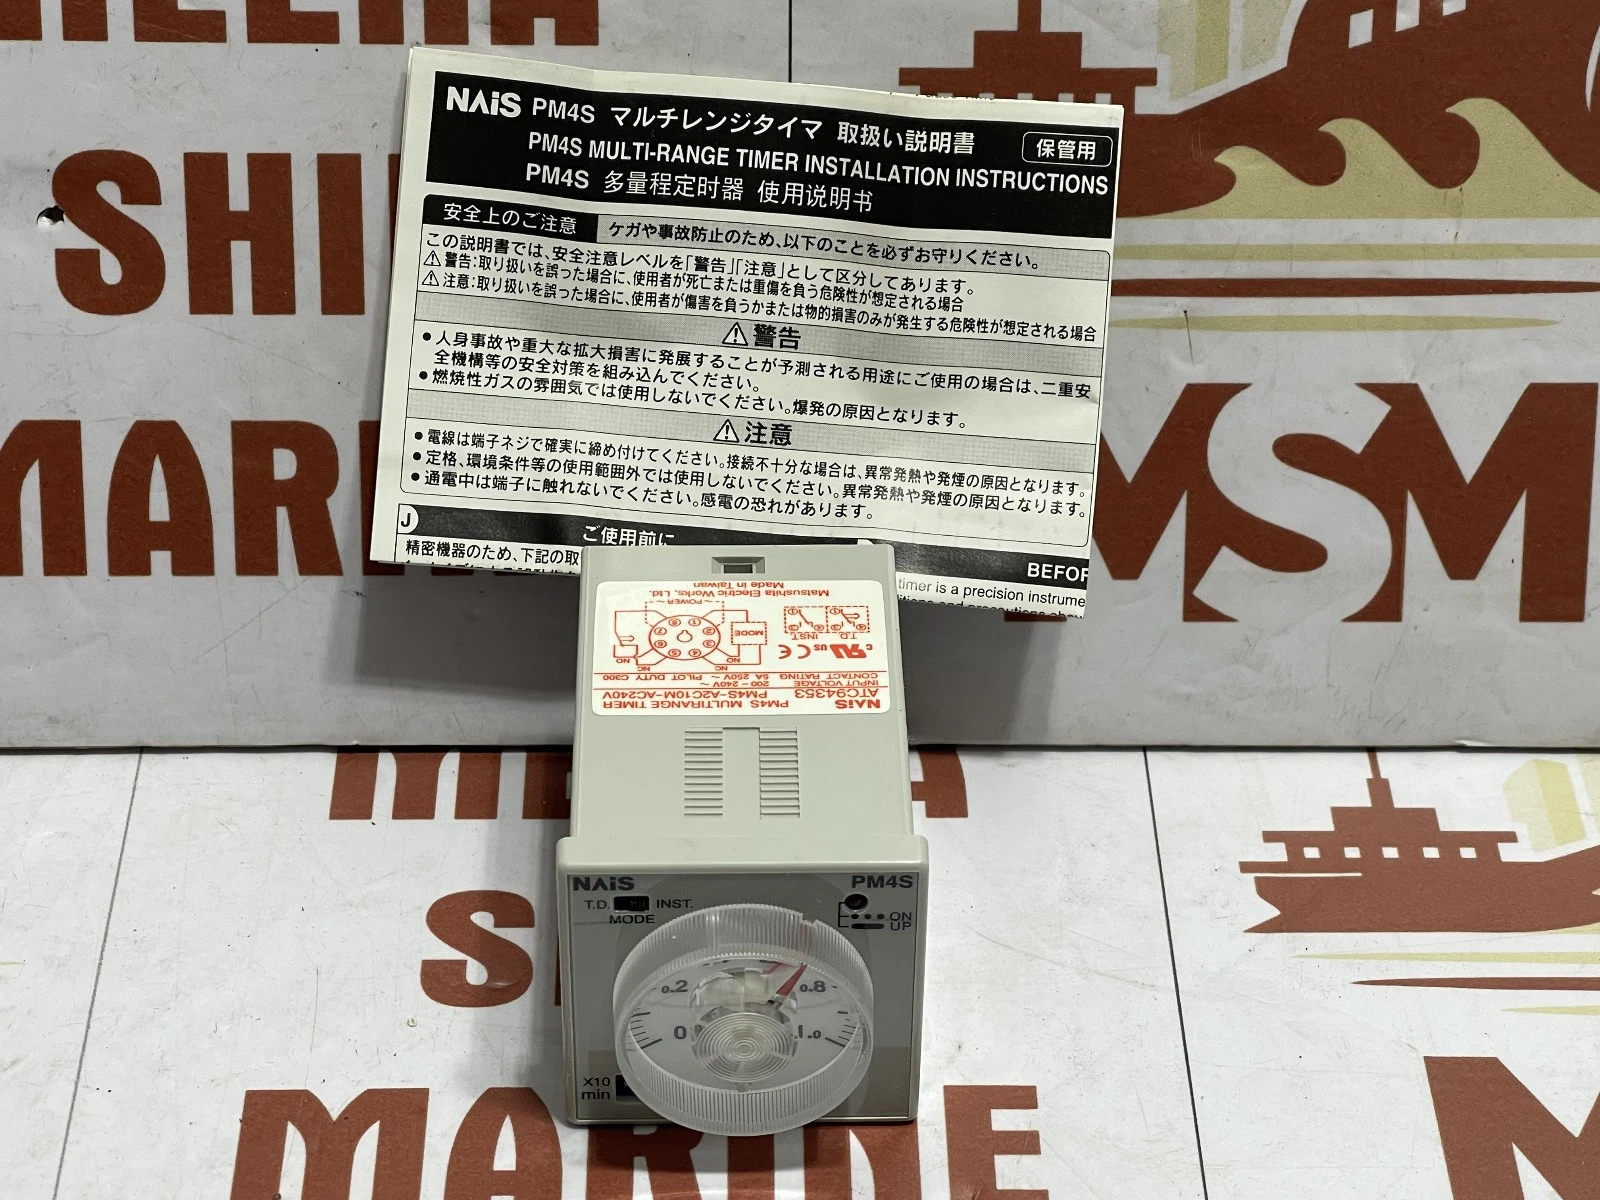 SHI
MARI
MSM
NAiS PM4S マルチレンジタイマ 取扱い説明書 保管用
PM4S MULTI-RANGE TIMER INSTALLATION INSTRUCTIONS
PM4S 多量程定时器 使用说明书
安全上のご注意 ケガや事故防止のため、以下のことを必ずお守りください。
この説明書では、安全注意レベルを「警告」「注意」として区分してあります。
⚠警告:取り扱いを誤った場合に、使用者が死亡または重傷を負う危険性が想定される場合
⚠注意:取り扱いを誤った場合に、使用者が傷害を負うかまたは物的損害のみが発生する危険性が想定される場合
⚠警告
●人身事故や重大な拡大損害に発展することが予測される用途にご使用の場合は、二重安
全機構等の安全対策を組み込んでください。
●燃焼性ガスの雰囲気では使用しないでください。爆発の原因となります。
⚠注意
●電線は端子ネジで確実に締め付けてください。接続不十分な場合は、異常発熱や発煙の原因となります。
●定格、環境条件等の使用範囲外では使用しないでください。異常発熱や発煙の原因となります。
●通電中は端子に触れないでください。感電の恐れがあります。
J ご使用前に
BEFOR
精密機器のため、下記の取
timer is a precision instrume
NAiS PM4S MULTIRANGE TIMER
ATC94353 PM4S-A2C10M-AC240V
INPUT VOLTAGE 200-240V~
CONTACT RATING 5A 250V~ PILOT DUTY C300
c UL us CE
T.D. INST.
MODE
NC NO NC NO
~POWER~
Matsushita Electric Works, Ltd.
Made in Taiwan
NAiS PM4S
T.D. INST.
MODE
ON
UP
0.2 0.8
0 1.0
X10
min
MARINE